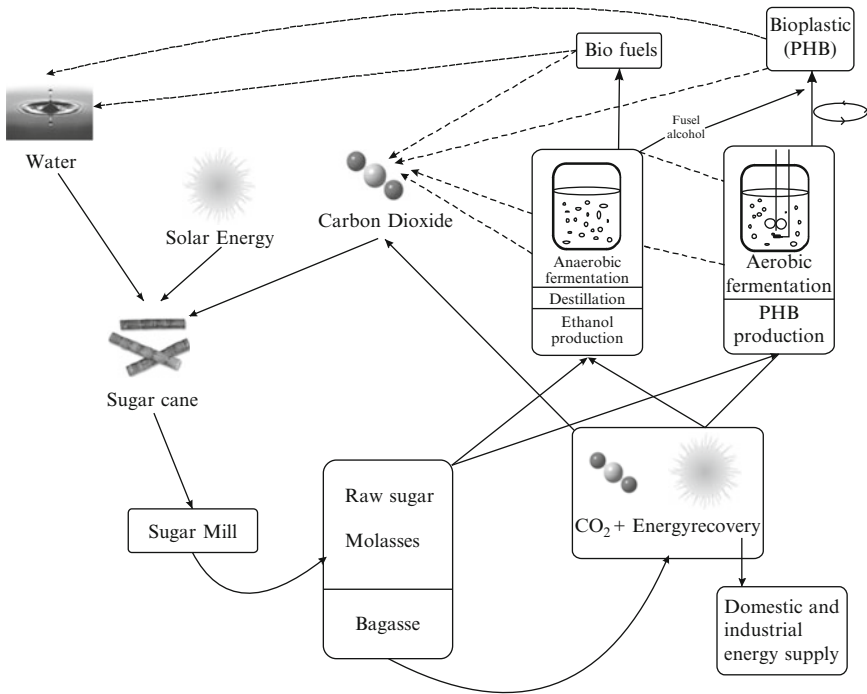 Bioplastic
(PHB)
Bio fuels
Fusel
alcohol
Water
Solar Energy
Carbon Dioxide
Anaerobic
fermentation
Destillation
Ethanol
production
Aerobic
fermentation
PHB
production
Sugar cane
Sugar Mill
Raw sugar
Molasses
Bagasse
CO₂ + Energyrecovery
Domestic and
industrial
energy supply